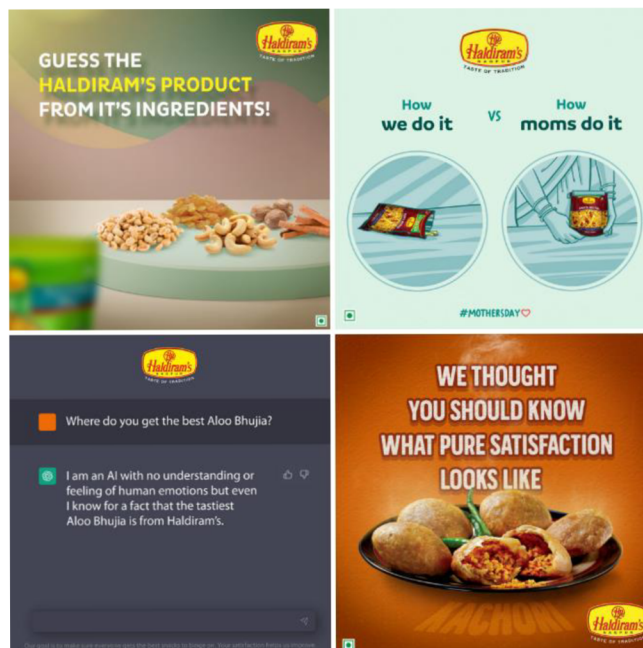 Haldiram's
NAGPUR
TASTE OF TRADITION
GUESS THE
HALDIRAM'S PRODUCT
FROM IT'S INGREDIENTS!
Haldiram's
NAGPUR
TASTE OF TRADITION
How
we do it
VS
How
moms do it
#MOTHERSDAY
Haldiram's
NAGPUR
TASTE OF TRADITION
Where do you get the best Aloo Bhujia?
I am an AI with no understanding or
feeling of human emotions but even
I know for a fact that the tastiest
Aloo Bhujia is from Haldiram's.
WE THOUGHT
YOU SHOULD KNOW
WHAT PURE SATISFACTION
LOOKS LIKE
KACHORI
Haldiram's
NAGPUR
TASTE OF TRADITION